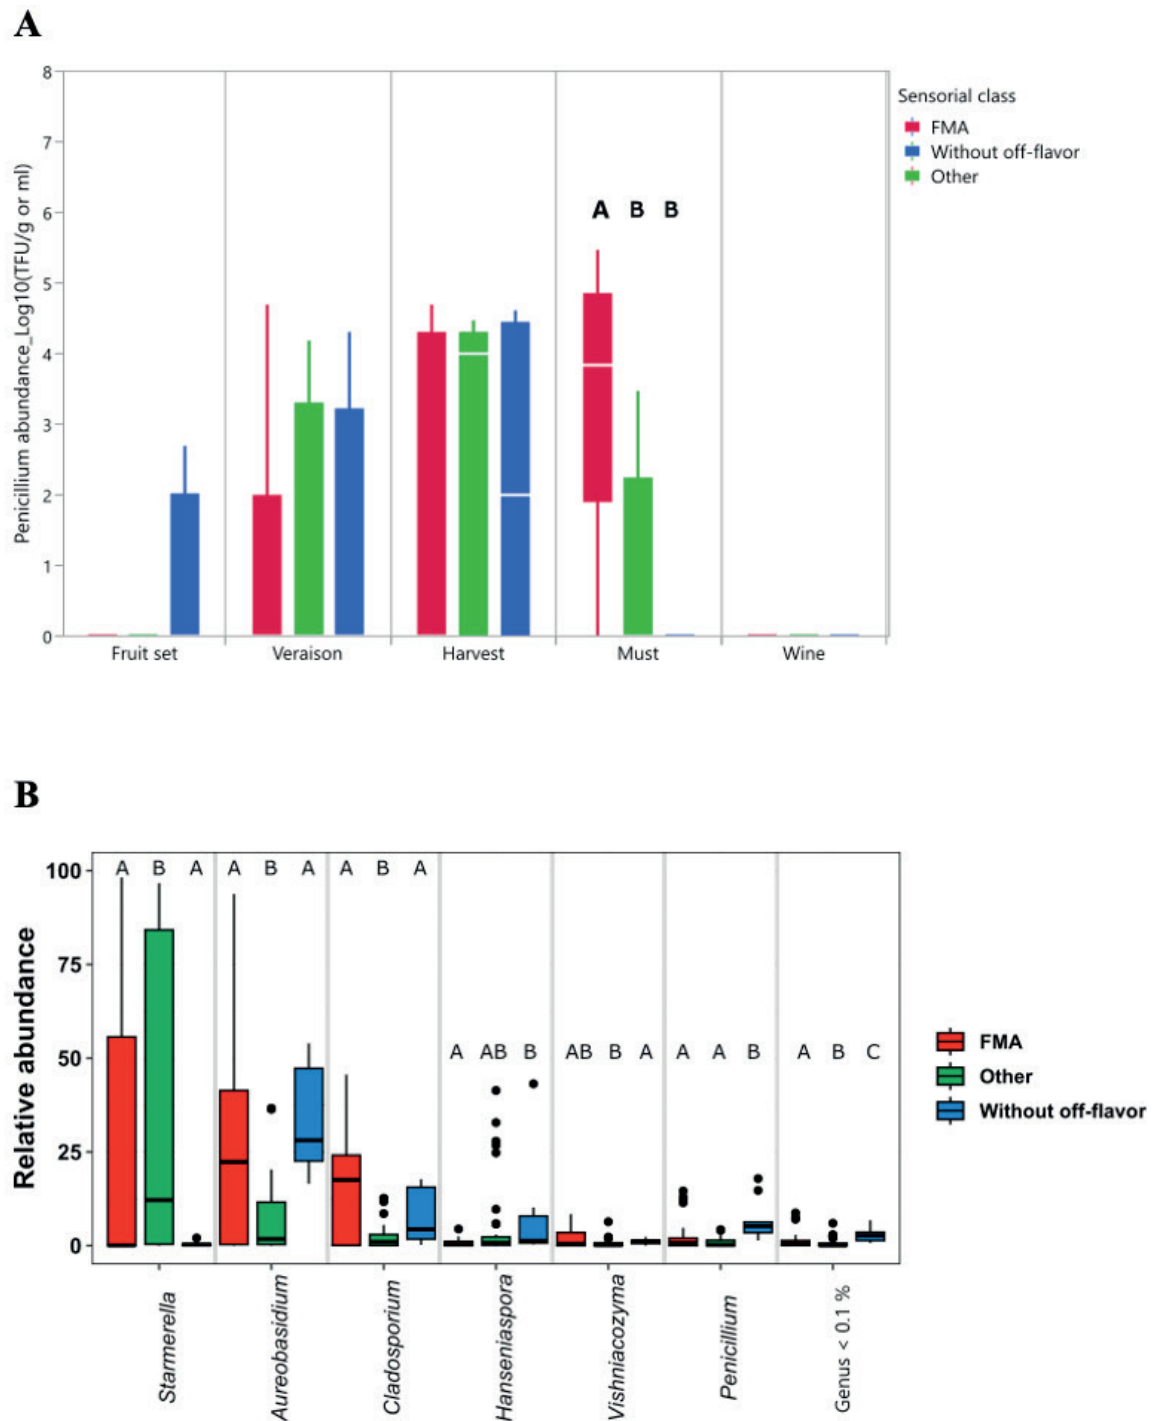 A
Penicillium abundance_Log10(TFU/g or ml)
8
7
6
5
4
3
2
1
0
A B B
Fruit set Veraison Harvest Must Wine
Sensorial class
FMA
Without off-flavor
Other
B
Relative abundance
100
75
50
25
0
A B A A B A A B A
A AB B AB B A A A B A B C
Starmerella
Aureobasidium
Cladosporium
Hanseniaspora
Vishniacozyma
Penicillium
Genus < 0.1 %
FMA
Other
Without off-flavor